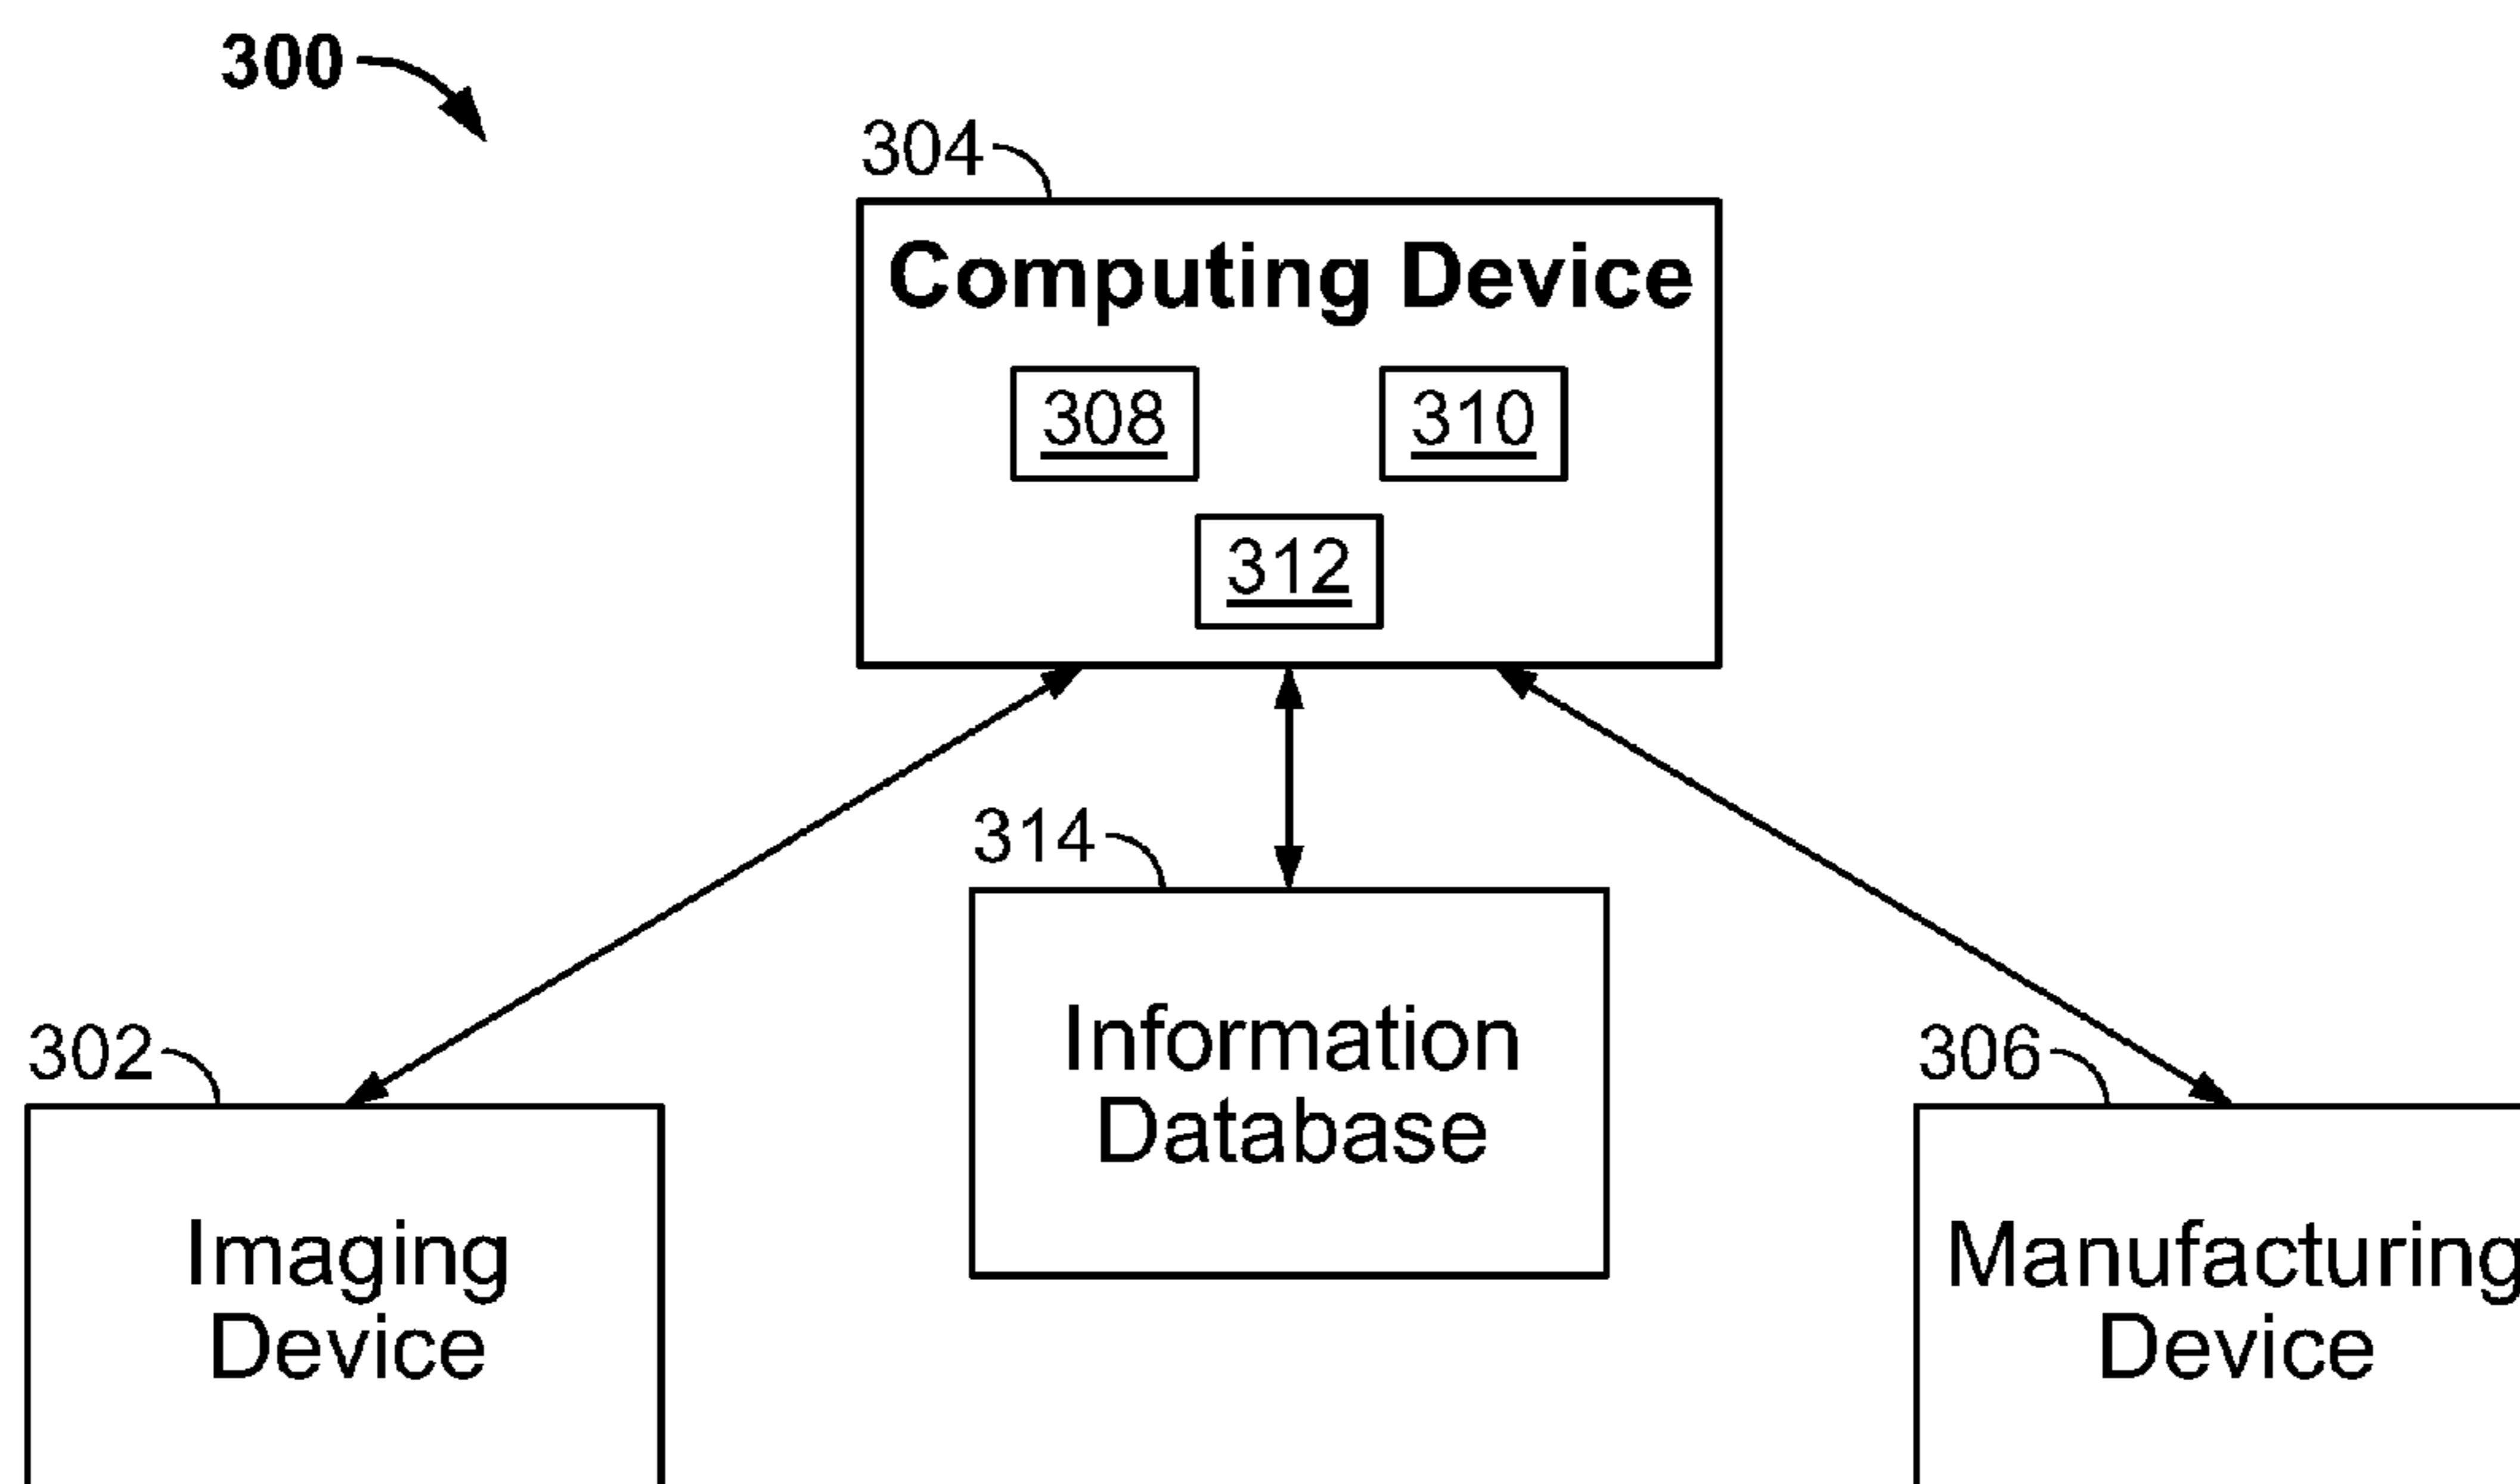 300
304
Computing Device
308
310
312
314
Information
Database
302
Imaging
Device
306
Manufacturing
Device